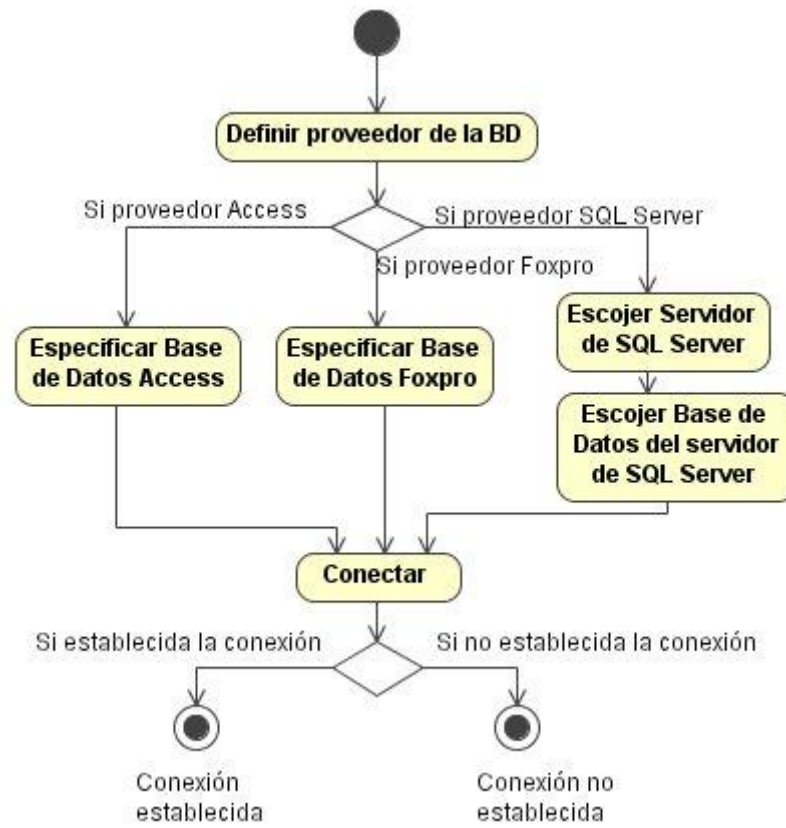 Definir proveedor de la BD
Si proveedor Access
Si proveedor SQL Server
Si proveedor Foxpro
Especificar Base
de Datos Access
Especificar Base
de Datos Foxpro
Escojer Servidor
de SQL Server
Escojer Base de
Datos del servidor
de SQL Server
Conectar
Si establecida la conexión
Si no establecida la conexión
Conexión
establecida
Conexión no
establecida